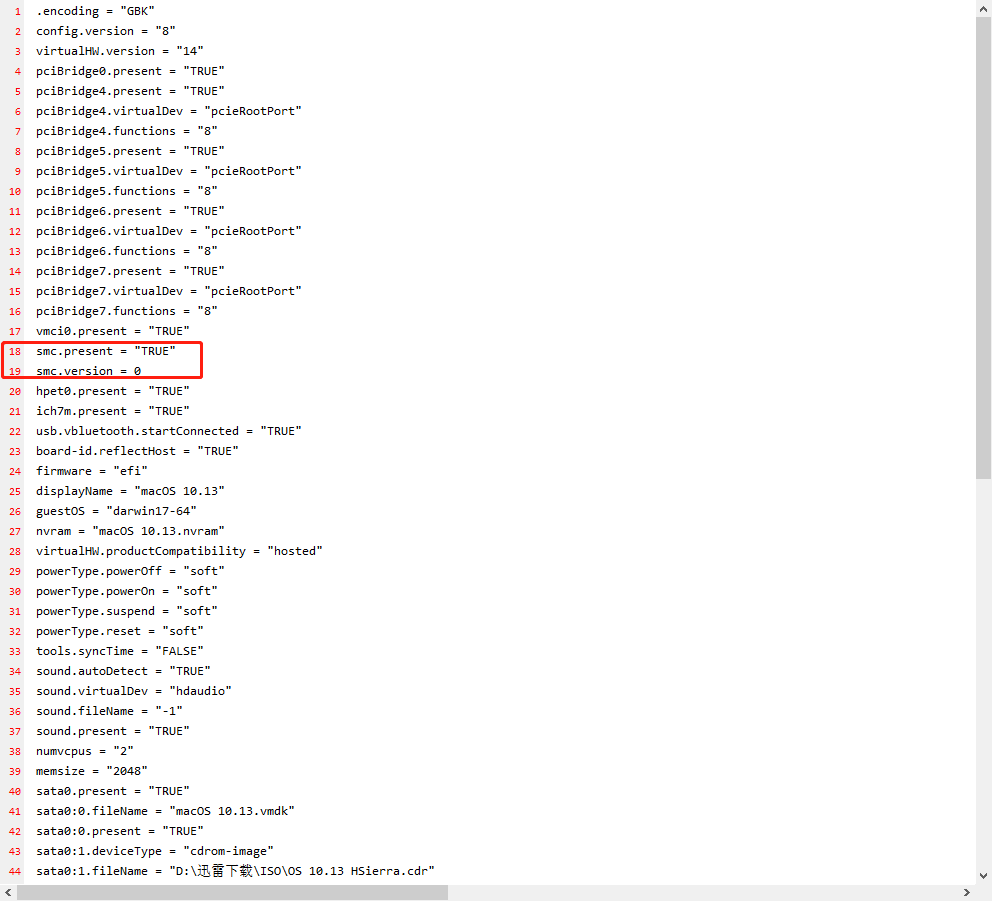 1 .encoding = "GBK"
2 config.version = "8"
3 virtualHW.version = "14"
4 pciBridge0.present = "TRUE"
5 pciBridge4.present = "TRUE"
6 pciBridge4.virtualDev = "pcieRootPort"
7 pciBridge4.functions = "8"
8 pciBridge5.present = "TRUE"
9 pciBridge5.virtualDev = "pcieRootPort"
10 pciBridge5.functions = "8"
11 pciBridge6.present = "TRUE"
12 pciBridge6.virtualDev = "pcieRootPort"
13 pciBridge6.functions = "8"
14 pciBridge7.present = "TRUE"
15 pciBridge7.virtualDev = "pcieRootPort"
16 pciBridge7.functions = "8"
17 vmci0.present = "TRUE"
18 smc.present = "TRUE"
19 smc.version = 0
20 hpet0.present = "TRUE"
21 ich7m.present = "TRUE"
22 usb.vbluetooth.startConnected = "TRUE"
23 board-id.reflectHost = "TRUE"
24 firmware = "efi"
25 displayName = "macOS 10.13"
26 guestOS = "darwin17-64"
27 nvram = "macOS 10.13.nvram"
28 virtualHW.productCompatibility = "hosted"
29 powerType.powerOff = "soft"
30 powerType.powerOn = "soft"
31 powerType.suspend = "soft"
32 powerType.reset = "soft"
33 tools.syncTime = "FALSE"
34 sound.autoDetect = "TRUE"
35 sound.virtualDev = "hdaudio"
36 sound.fileName = "-1"
37 sound.present = "TRUE"
38 numvcpus = "2"
39 memsize = "2048"
40 sata0.present = "TRUE"
41 sata0:0.fileName = "macOS 10.13.vmdk"
42 sata0:0.present = "TRUE"
43 sata0:1.deviceType = "cdrom-image"
44 sata0:1.fileName = "D:\迅雷下载\ISO\OS 10.13 HSierra.cdr"